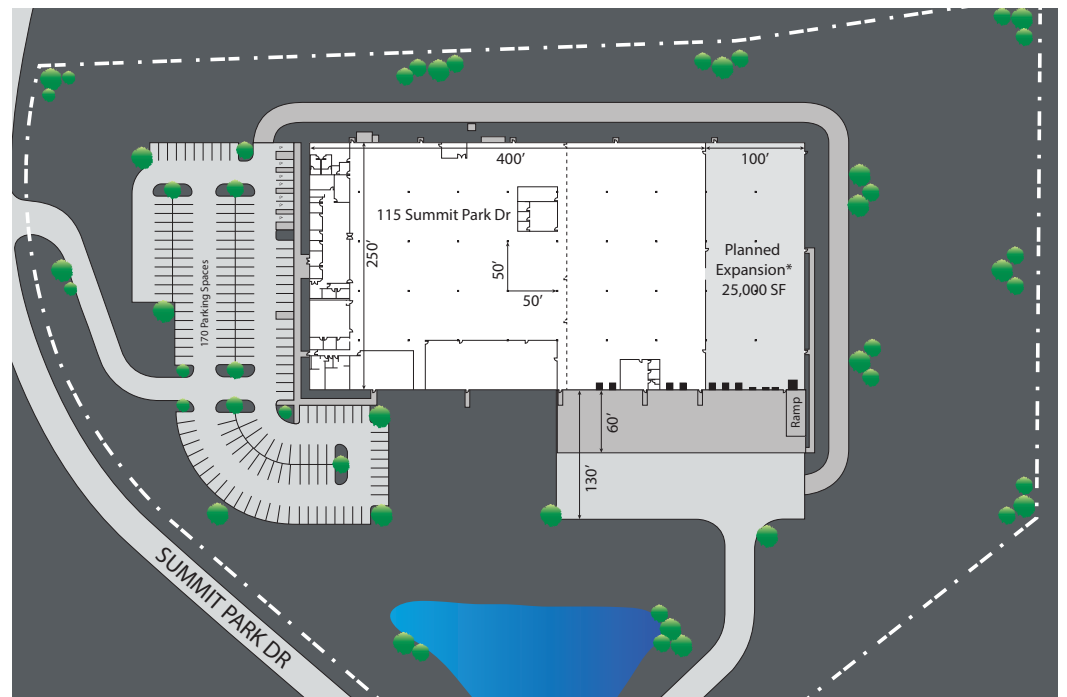 400’
100’
115 Summit Park Dr
250’
50’
50’
Planned
Expansion*
25,000 SF
170 Parking Spaces
60’
130’
Ramp
SUMMIT PARK DR